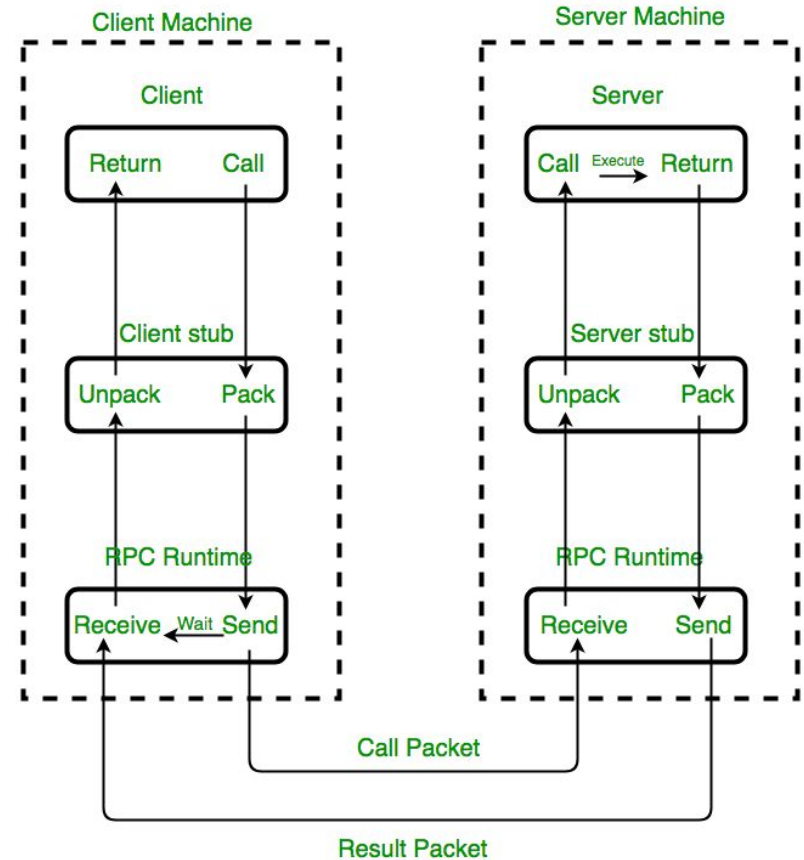 Client Machine
Server Machine
Client
Server
Return Call
Call Execute Return
Client stub
Server stub
Unpack Pack
Unpack Pack
RPC Runtime
RPC Runtime
Receive Wait Send
Receive Send
Call Packet
Result Packet